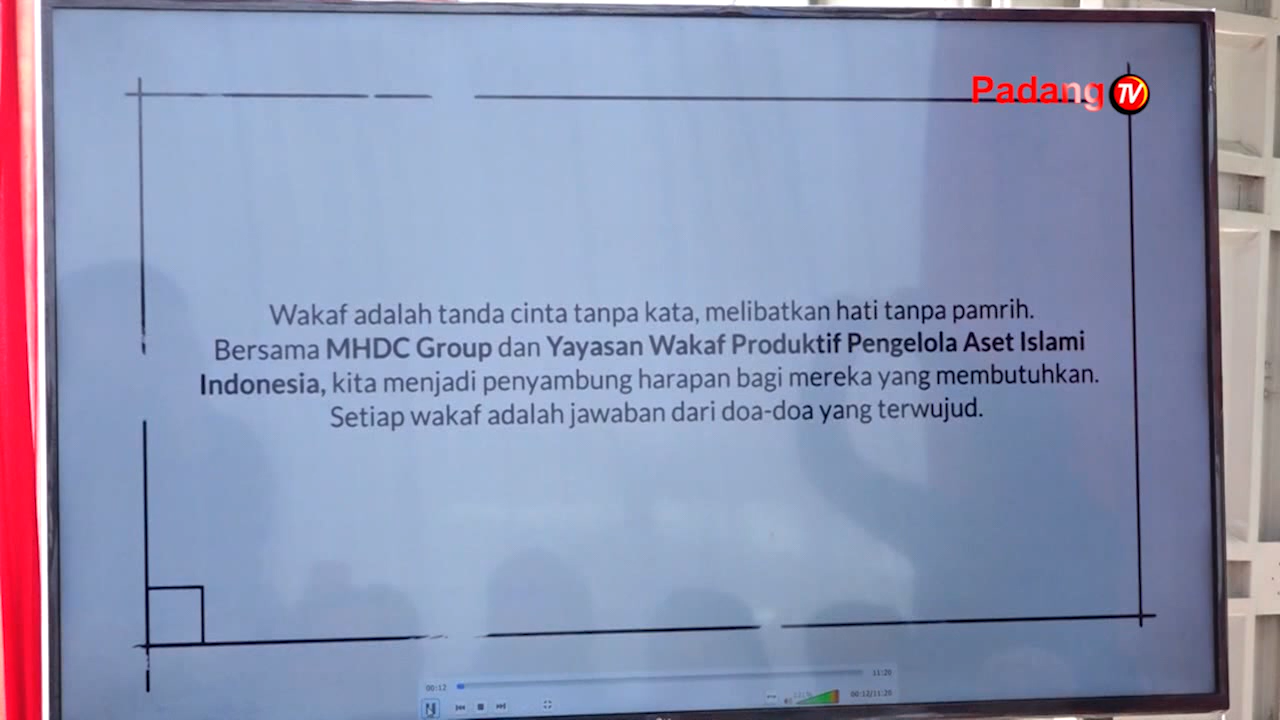 Padang TV
Wakaf adalah tanda cinta tanpa kata, melibatkan hati tanpa pamrih.
Bersama MHDC Group dan Yayasan Wakaf Produktif Pengelola Aset Islami
Indonesia, kita menjadi penyambung harapan bagi mereka yang membutuhkan.
Setiap wakaf adalah jawaban dari doa-doa yang terwujud.
00:12
11:20
00:12/11:20